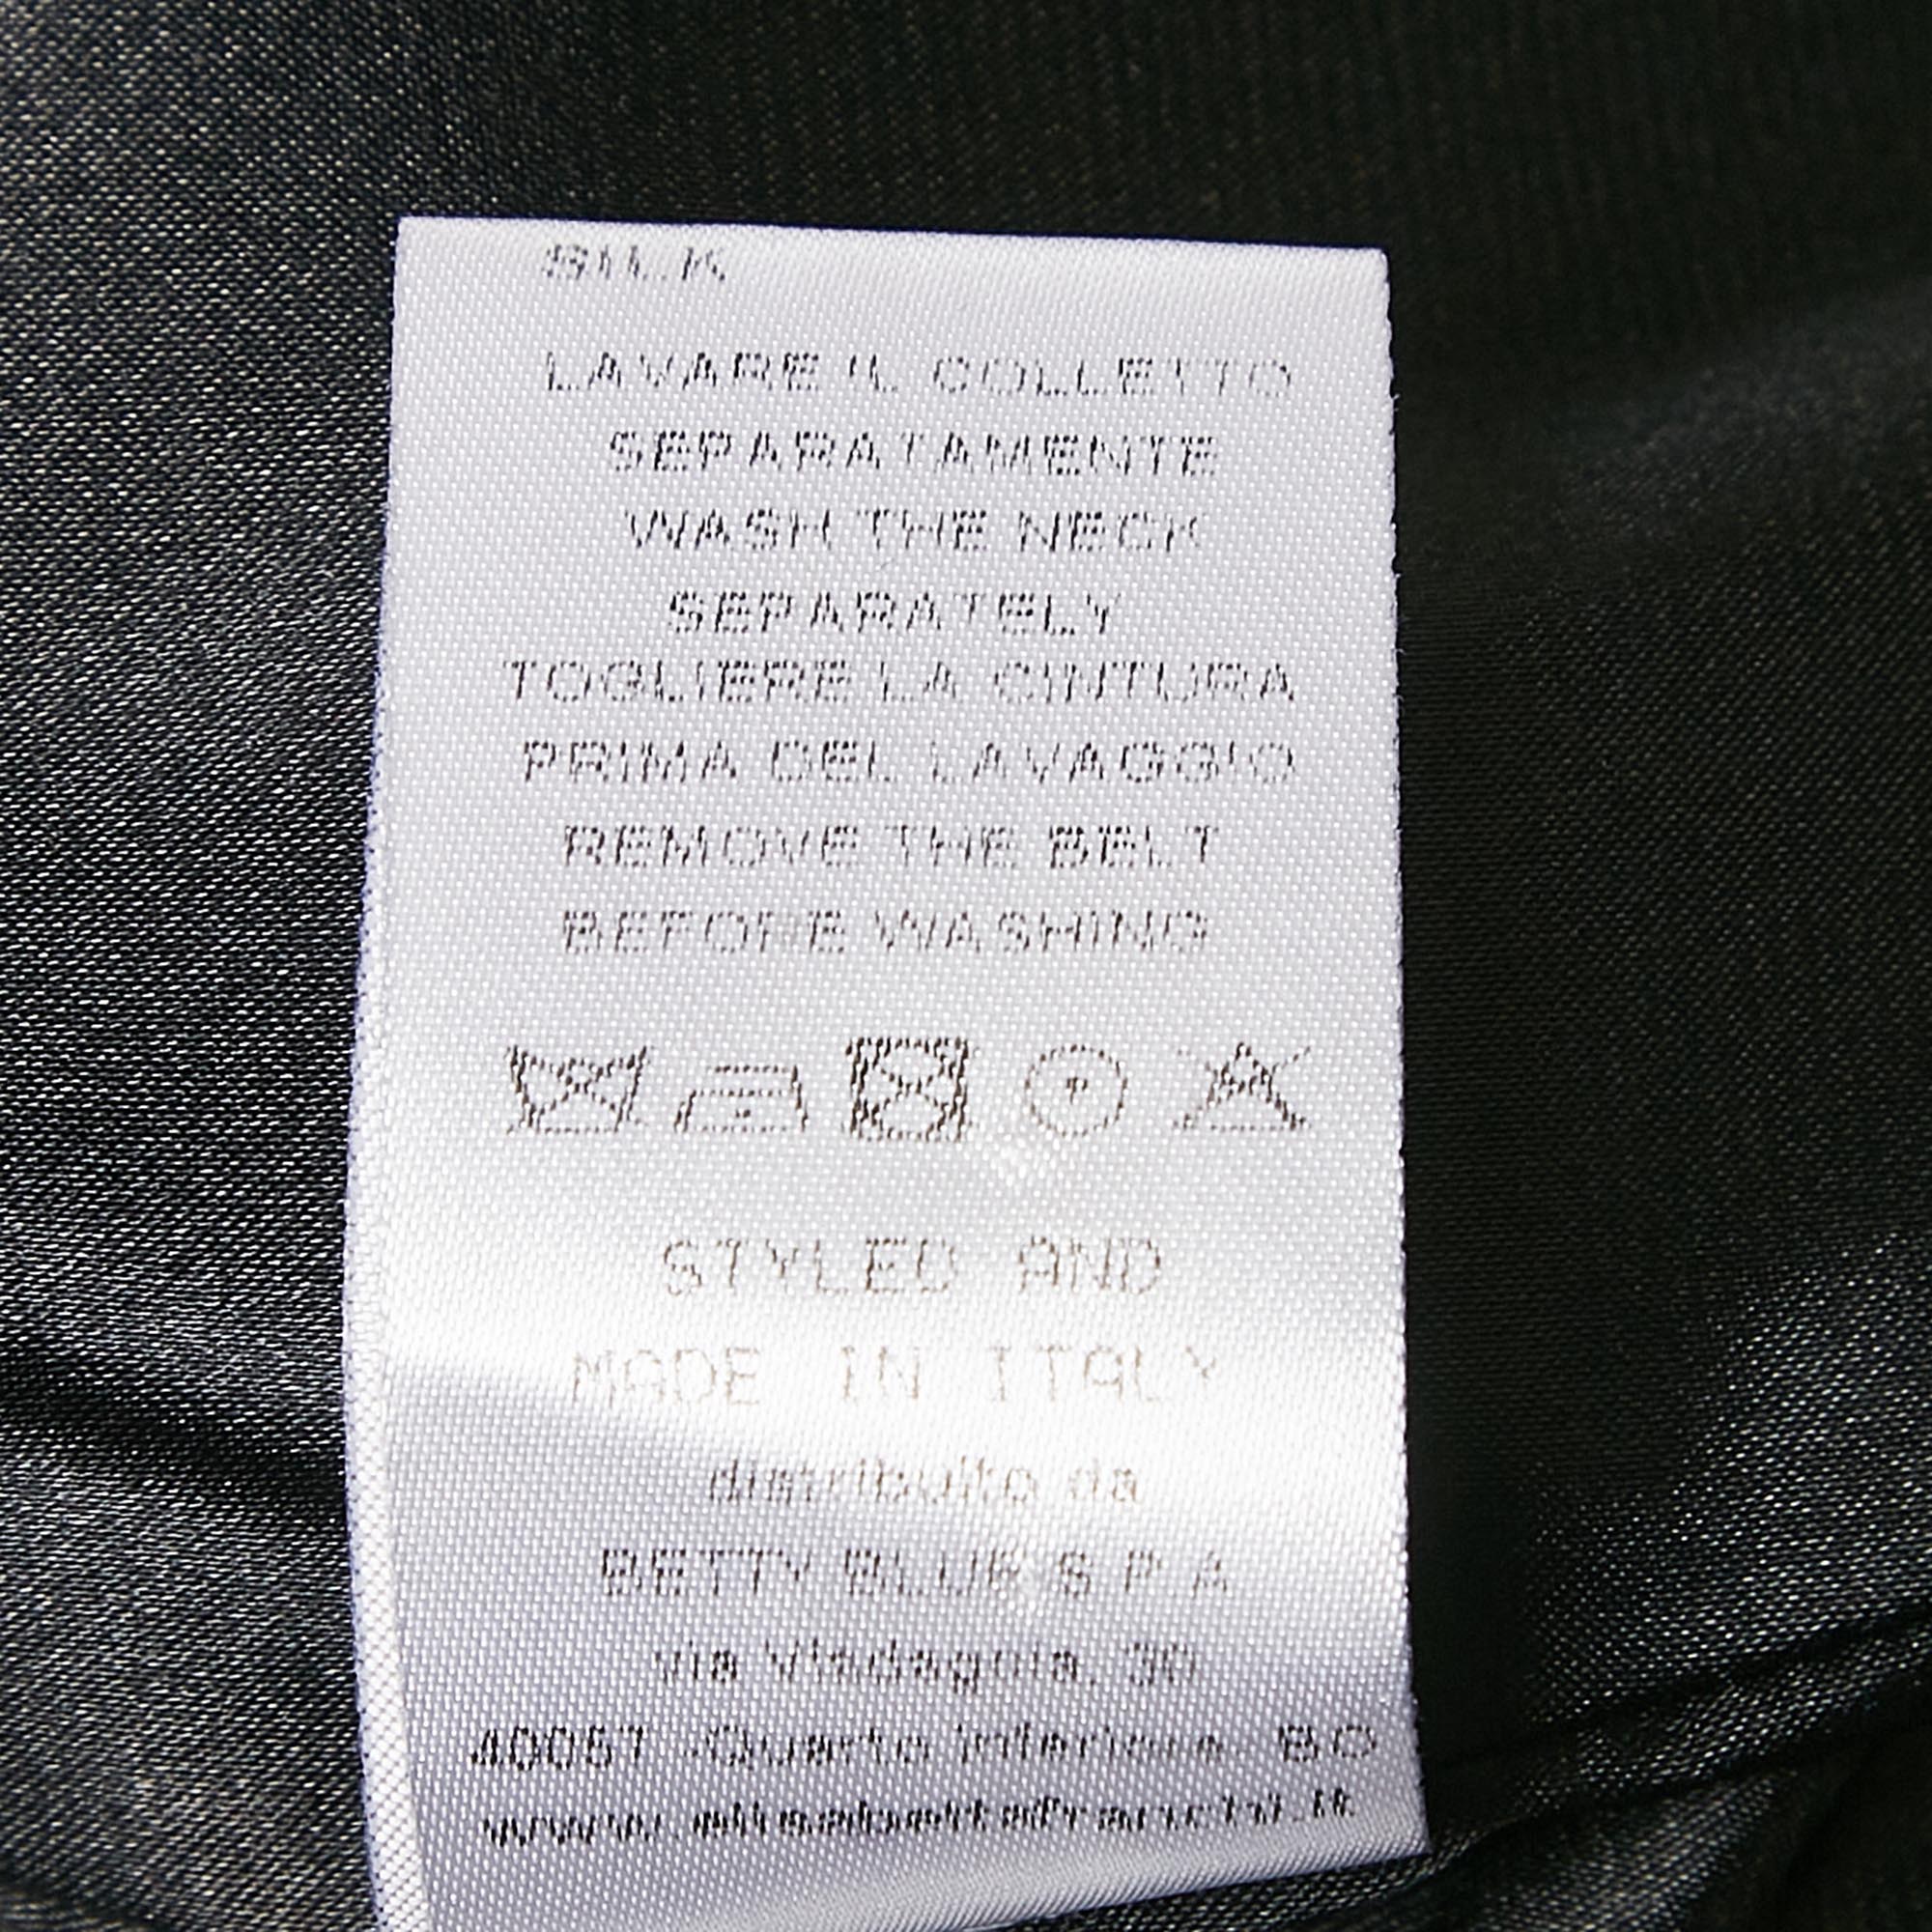 SILK
LAVARE IL COLLETTO
SEPARATAMENTE
WASH THE NECK
SEPARATELY
TOGLIERE LA CINTURA
PRIMA DEL LAVAGGIO
REMOVE THE BELT
BEFORE WASHING
P
STYLED AND
MADE IN ITALY
distribuito da
BETTY BLUE S.P.A
via Viadagola, 30
40057 -Quarto inferiore BO
www.elisabettafranchi.it